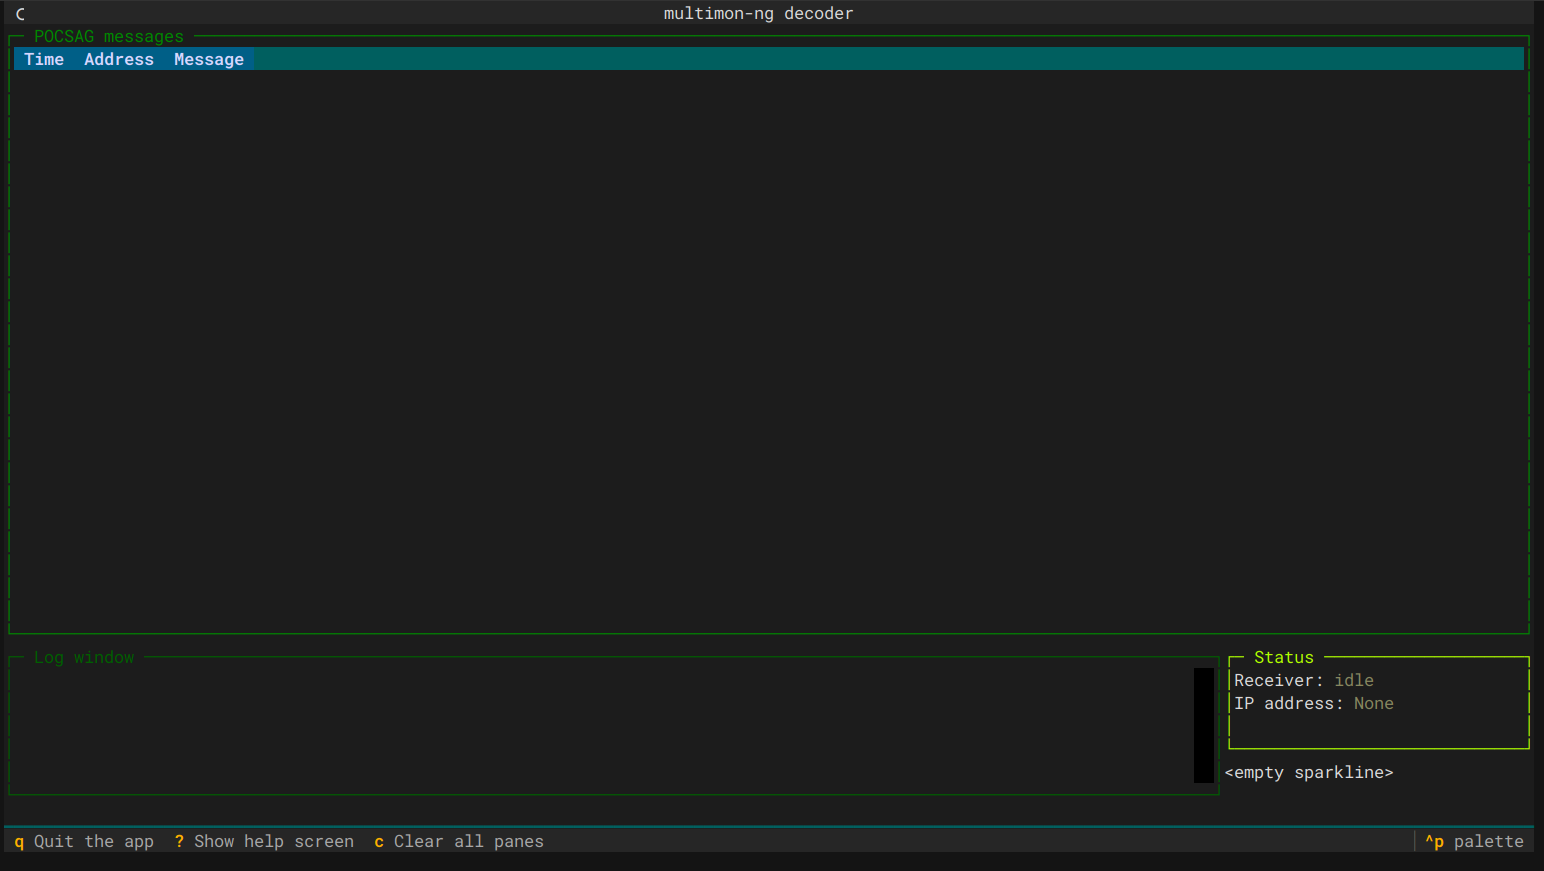 multimon-ng decoder
POCSAG messages
Time Address Message
Log window
Status
Receiver: idle
IP address: None
<empty sparkline>
q Quit the app ? Show help screen c Clear all panes ^p palette